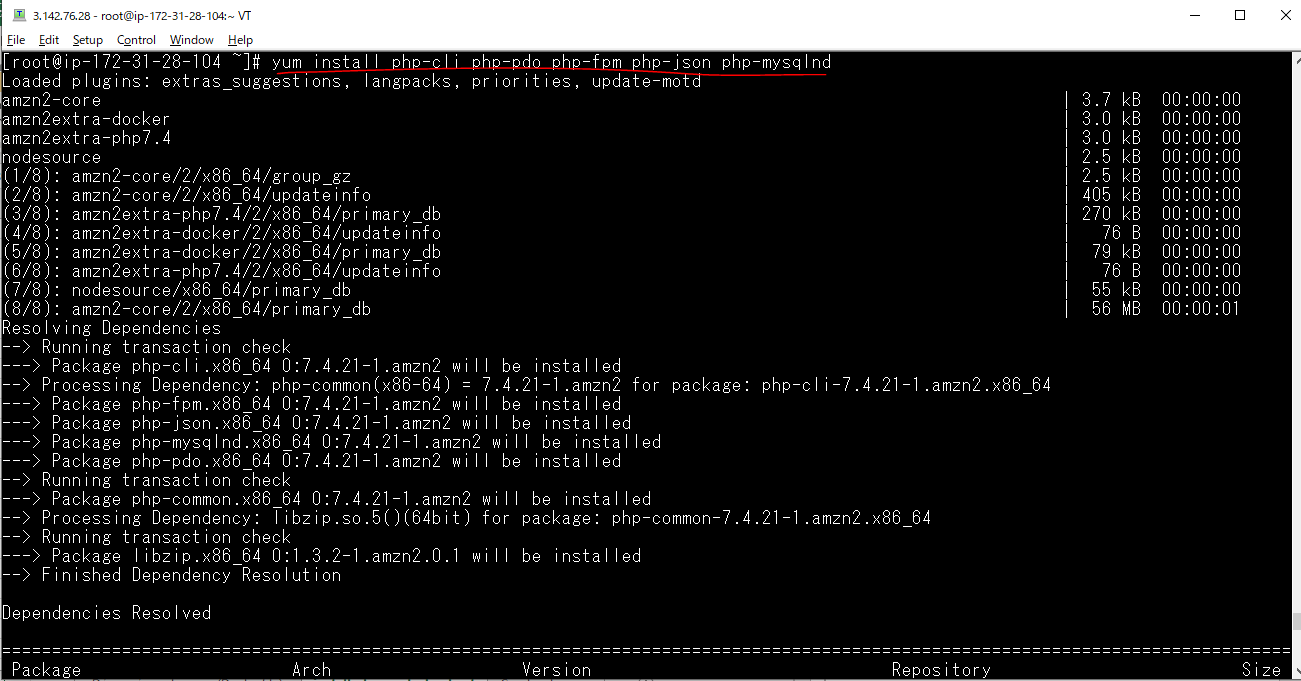 3.142.76.28 - root@ip-172-31-28-104:~ VT
File Edit Setup Control Window Help
[root@ip-172-31-28-104 ~]# yum install php-cli php-pdo php-fpm php-json php-mysqlnd
Loaded plugins: extras_suggestions, langpacks, priorities, update-motd
amzn2-core | 3.7 kB 00:00:00
amzn2extra-docker | 3.0 kB 00:00:00
amzn2extra-php7.4 | 3.0 kB 00:00:00
nodesource | 2.5 kB 00:00:00
(1/8): amzn2-core/2/x86_64/group_gz | 2.5 kB 00:00:00
(2/8): amzn2-core/2/x86_64/updateinfo | 405 kB 00:00:00
(3/8): amzn2extra-php7.4/2/x86_64/primary_db | 270 kB 00:00:00
(4/8): amzn2extra-docker/2/x86_64/updateinfo | 76 B 00:00:00
(5/8): amzn2extra-docker/2/x86_64/primary_db | 79 kB 00:00:00
(6/8): amzn2extra-php7.4/2/x86_64/updateinfo | 76 B 00:00:00
(7/8): nodesource/x86_64/primary_db | 55 kB 00:00:00
(8/8): amzn2-core/2/x86_64/primary_db | 56 MB 00:00:01
Resolving Dependencies
--> Running transaction check
---> Package php-cli.x86_64 0:7.4.21-1.amzn2 will be installed
--> Processing Dependency: php-common(x86-64) = 7.4.21-1.amzn2 for package: php-cli-7.4.21-1.amzn2.x86_64
---> Package php-fpm.x86_64 0:7.4.21-1.amzn2 will be installed
---> Package php-json.x86_64 0:7.4.21-1.amzn2 will be installed
---> Package php-mysqlnd.x86_64 0:7.4.21-1.amzn2 will be installed
---> Package php-pdo.x86_64 0:7.4.21-1.amzn2 will be installed
--> Running transaction check
---> Package php-common.x86_64 0:7.4.21-1.amzn2 will be installed
--> Processing Dependency: libzip.so.5()(64bit) for package: php-common-7.4.21-1.amzn2.x86_64
--> Running transaction check
---> Package libzip.x86_64 0:1.3.2-1.amzn2.0.1 will be installed
--> Finished Dependency Resolution
Dependencies Resolved
================================================================================
Package Arch Version Repository Size